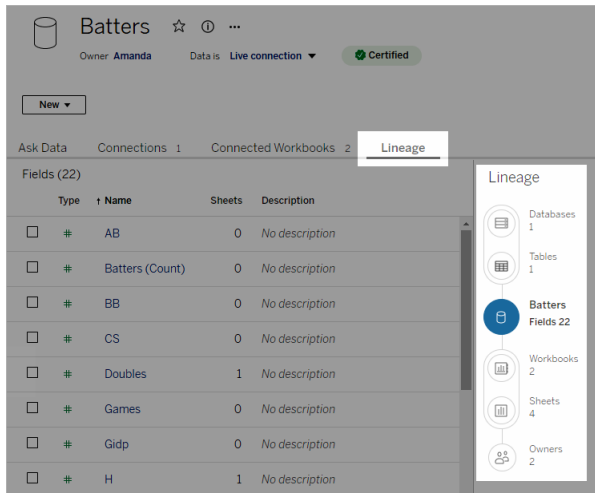 Batters
Owner Amanda Data is Live connection Certified
New
Ask Data Connections 1 Connected Workbooks 2 Lineage
Fields (22)
Type ↑ Name Sheets Description
# AB 0 No description
# Batters (Count) 0 No description
# BB 0 No description
# CS 0 No description
# Doubles 1 No description
# Games 0 No description
# Gidp 0 No description
# H 1 No description
Lineage
Databases
1
Tables
1
Batters
Fields 22
Workbooks
2
Sheets
4
Owners
2